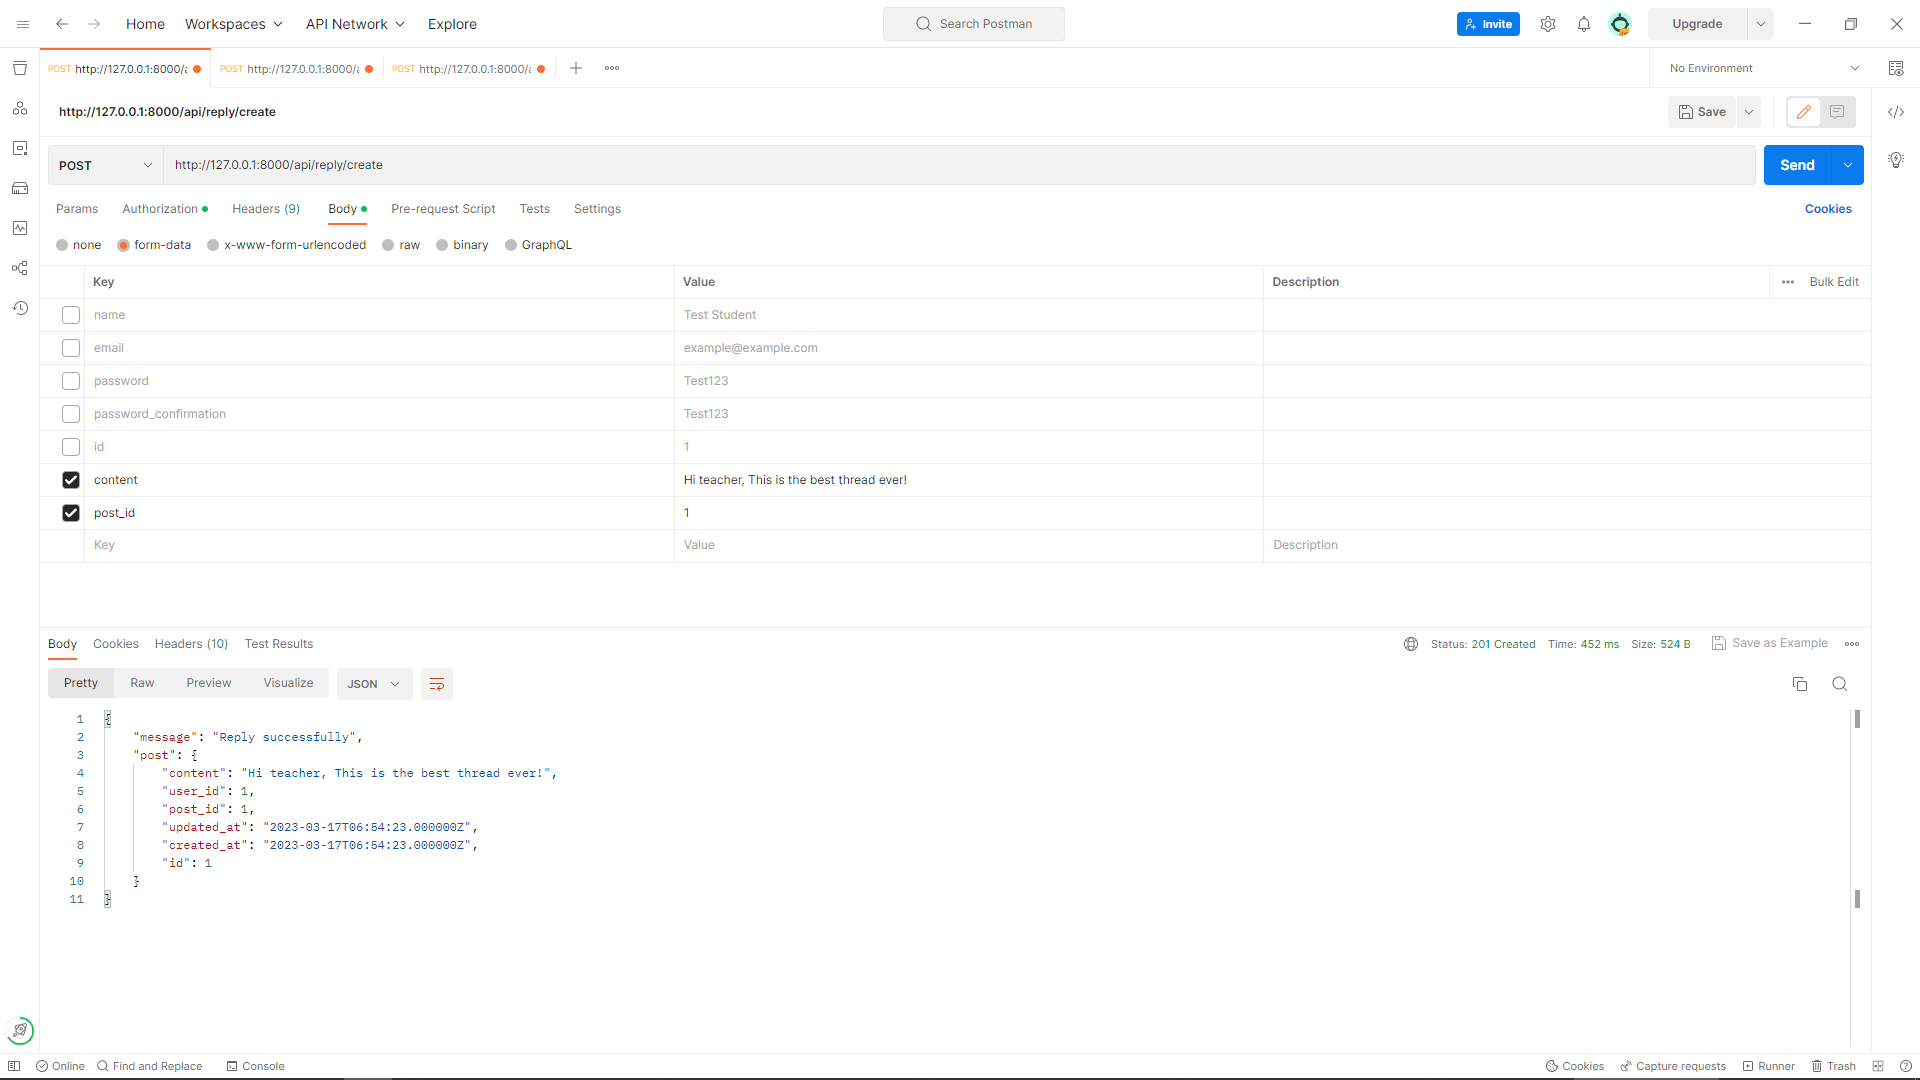 Home Workspaces API Network Explore Search Postman Invite Upgrade
POST http://127.0.0.1:8000/a POST http://127.0.0.1:8000/a POST http://127.0.0.1:8000/a No Environment
http://127.0.0.1:8000/api/reply/create Save
POST http://127.0.0.1:8000/api/reply/create Send
Params Authorization Headers (9) Body Pre-request Script Tests Settings Cookies
none form-data x-www-form-urlencoded raw binary GraphQL
Key Value Description Bulk Edit
name Test Student
email example@example.com
password Test123
password_confirmation Test123
id 1
content Hi teacher, This is the best thread ever!
post_id 1
Key Value Description
Body Cookies Headers (10) Test Results Status: 201 Created Time: 452 ms Size: 524 B Save as Example
Pretty Raw Preview Visualize JSON
1 {
2 "message": "Reply successfully",
3 "post": {
4 "content": "Hi teacher, This is the best thread ever!",
5 "user_id": 1,
6 "post_id": 1,
7 "updated_at": "2023-03-17T06:54:23.000000Z",
8 "created_at": "2023-03-17T06:54:23.000000Z",
9 "id": 1
10 }
11 }
Online Find and Replace Console Cookies Capture requests Runner Trash